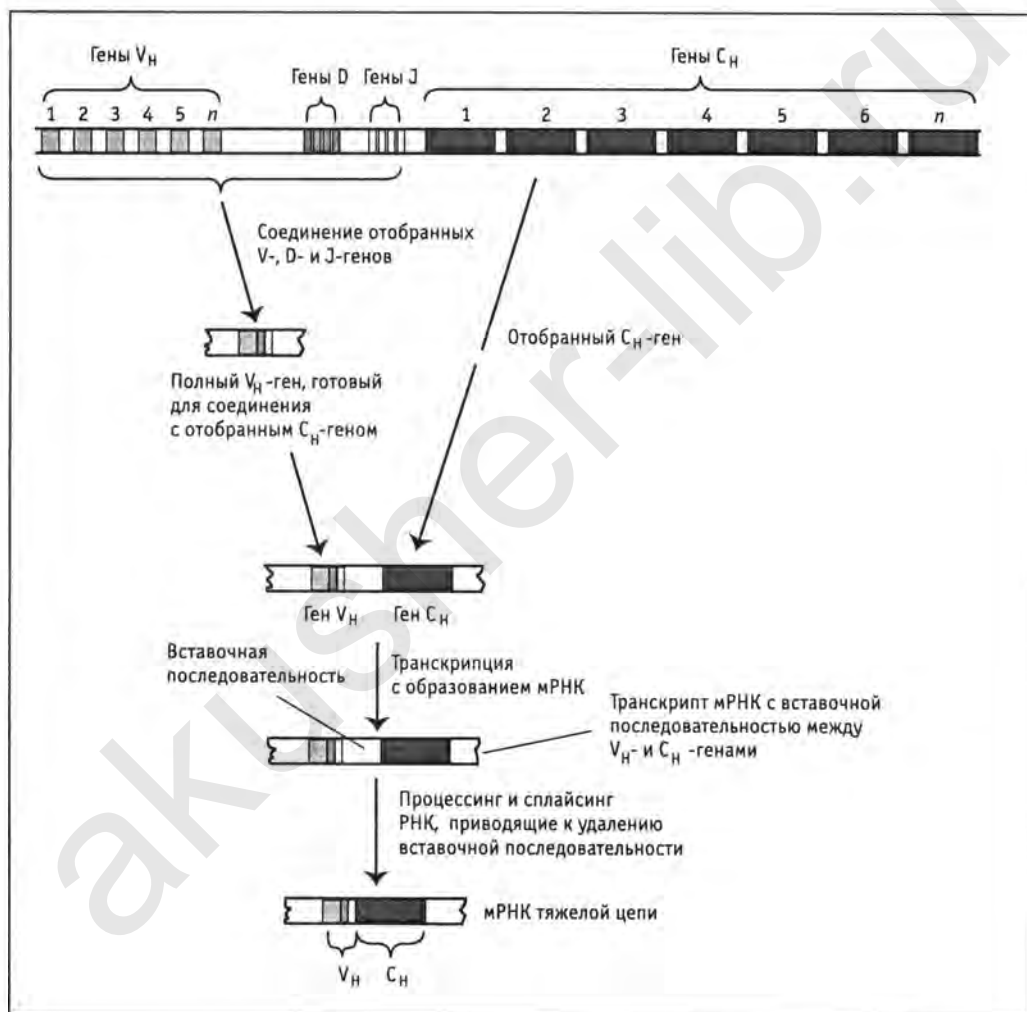 Гены V_H
Гены D
Гены J
Гены C_H
1 2 3 4 5 n
1 2 3 4 5 6 n
Соединение отобранных
V-, D- и J-генов
Отобранный C_H-ген
Полный V_H-ген, готовый
для соединения
с отобранным C_H-геном
Ген V_H
Ген C_H
Вставочная
последовательность
Транскрипция
с образованием мРНК
Транскрипт мРНК с вставочной
последовательностью между
V_H- и C_H-генами
Процессинг и сплайсинг
РНК, приводящие к удалению
вставочной последовательности
мРНК тяжелой цепи
V_H
C_H
akusher-lib.ru